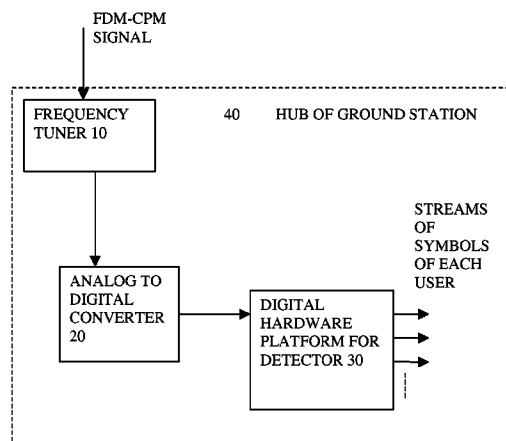 FDM-CPM
SIGNAL
FREQUENCY
TUNER 10
40 HUB OF GROUND STATION
STREAMS
OF
SYMBOLS
OF EACH
USER
ANALOG TO
DIGITAL
CONVERTER
20
DIGITAL
HARDWARE
PLATFORM FOR
DETECTOR 30